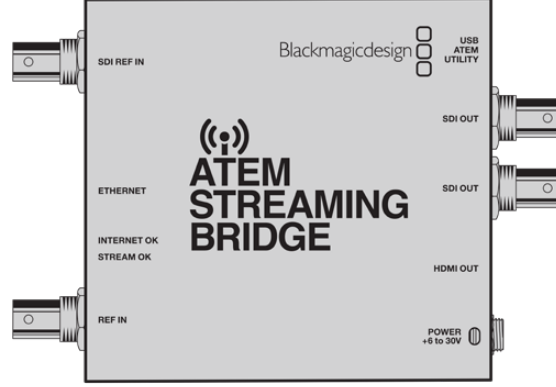 SDI REF IN
Blackmagicdesign
USB
ATEM
UTILITY
SDI OUT
ATEM
STREAMING
BRIDGE
ETHERNET
SDI OUT
INTERNET OK
STREAM OK
HDMI OUT
REF IN
POWER
+6 to 30V